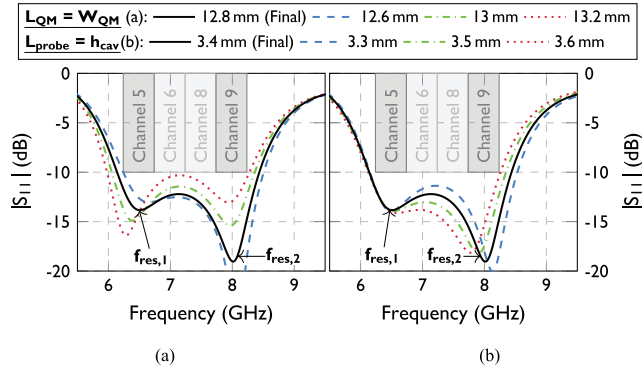 L_QM = W_QM (a): 12.8 mm (Final) 12.6 mm 13 mm 13.2 mm
L_probe = h_cav(b): 3.4 mm (Final) 3.3 mm 3.5 mm 3.6 mm
0
-5
-10
-15
-20
|S11| (dB)
Channel 5
Channel 6
Channel 8
Channel 9
f_res,1
f_res,2
6 7 8 9
Frequency (GHz)
(a)
0
-5
-10
-15
-20
|S11| (dB)
Channel 5
Channel 6
Channel 8
Channel 9
f_res,1
f_res,2
6 7 8 9
Frequency (GHz)
(b)